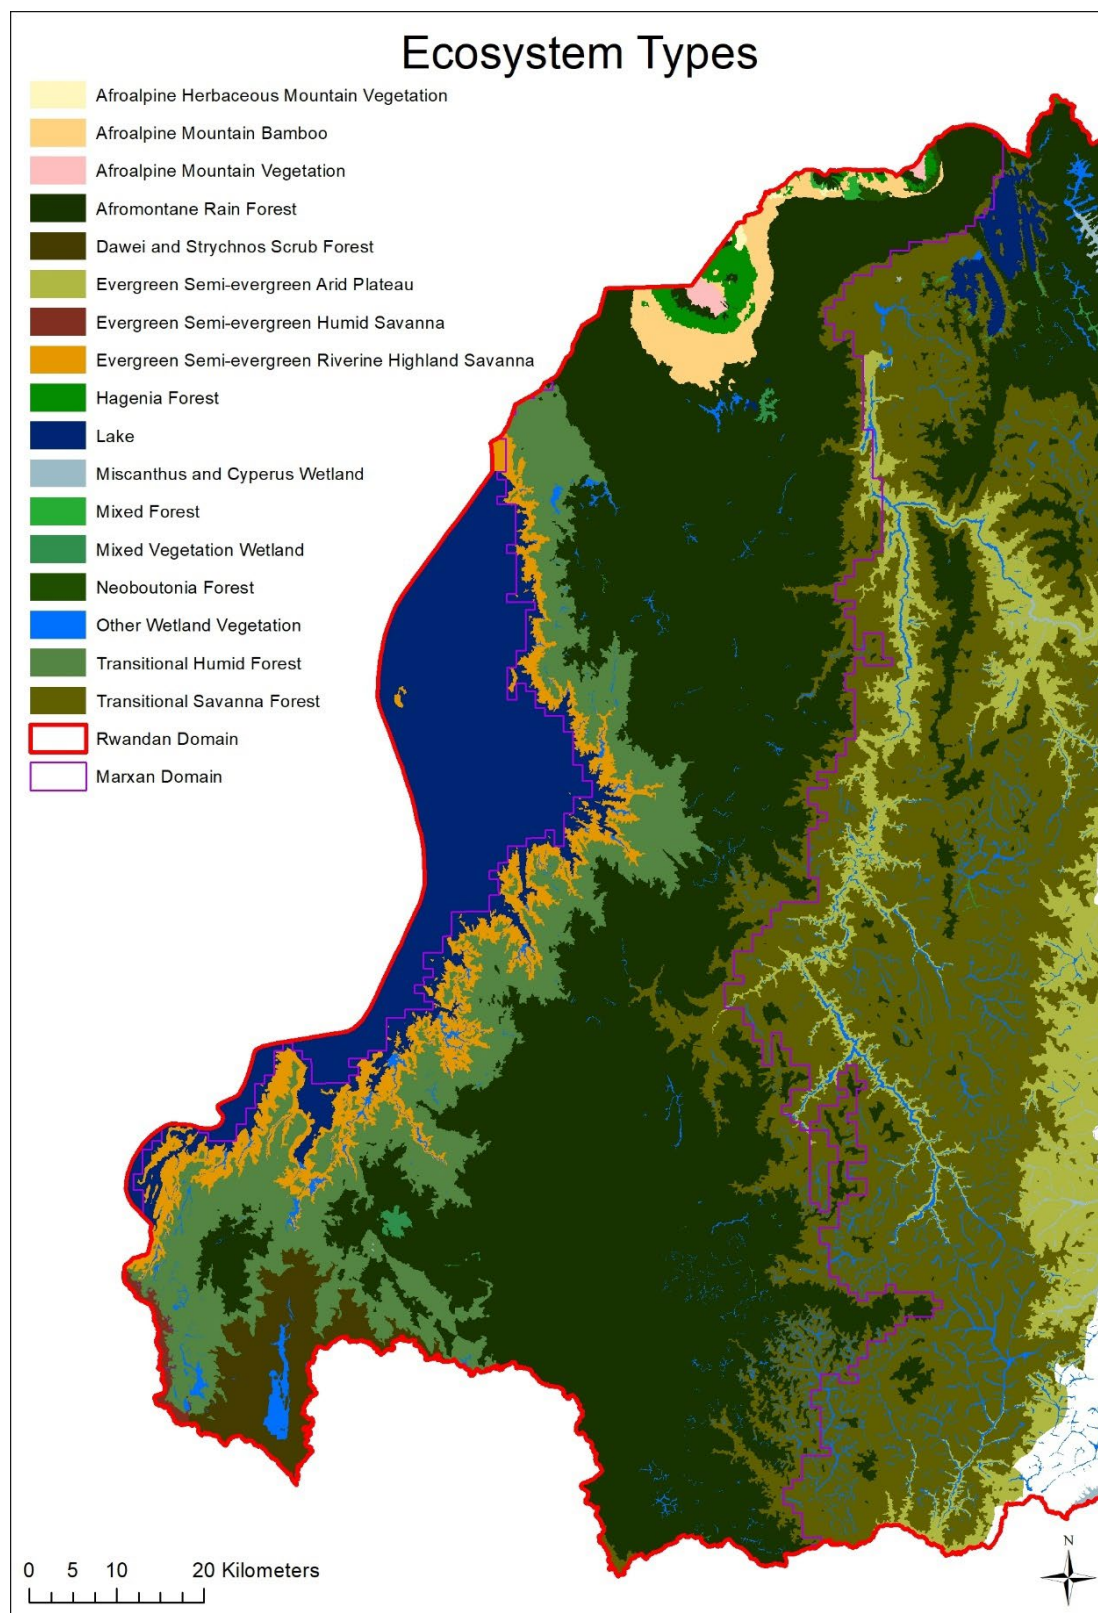 Ecosystem Types
Afroalpine Herbaceous Mountain Vegetation
Afroalpine Mountain Bamboo
Afroalpine Mountain Vegetation
Afromontane Rain Forest
Dawei and Strychnos Scrub Forest
Evergreen Semi-evergreen Arid Plateau
Evergreen Semi-evergreen Humid Savanna
Evergreen Semi-evergreen Riverine Highland Savanna
Hagenia Forest
Lake
Miscanthus and Cyperus Wetland
Mixed Forest
Mixed Vegetation Wetland
Neoboutonia Forest
Other Wetland Vegetation
Transitional Humid Forest
Transitional Savanna Forest
Rwandan Domain
Marxan Domain
N
0 5 10 20 Kilometers